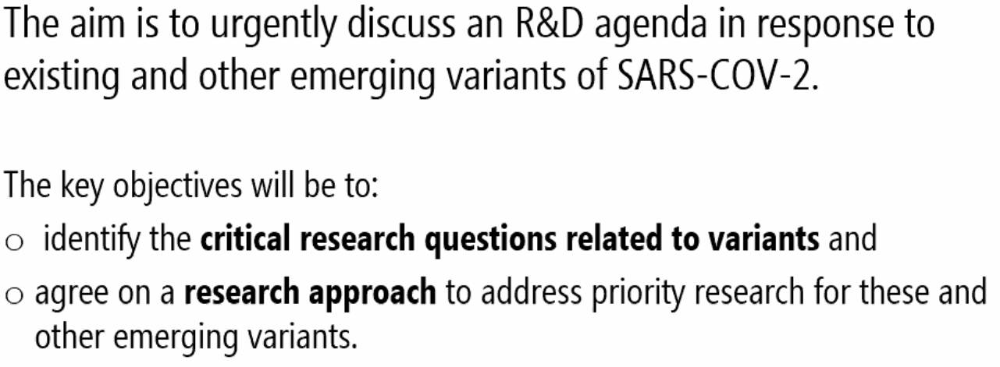 The aim is to urgently discuss an R&D agenda in response to
existing and other emerging variants of SARS-COV-2.
The key objectives will be to:
○ identify the critical research questions related to variants and
○ agree on a research approach to address priority research for these and
other emerging variants.